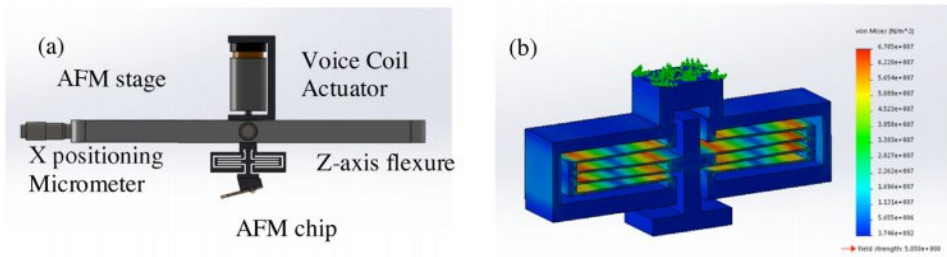 (a)
AFM stage
Voice Coil
Actuator
X positioning
Micrometer
Z-axis flexure
AFM chip
(b)
von Mises (N/m^2)
6.785e+007
6.220e+007
5.654e+007
5.089e+007
4.523e+007
3.958e+007
3.393e+007
2.827e+007
2.262e+007
1.696e+007
1.131e+007
5.655e+006
3.746e+002
Yield strength: 5.050e+008